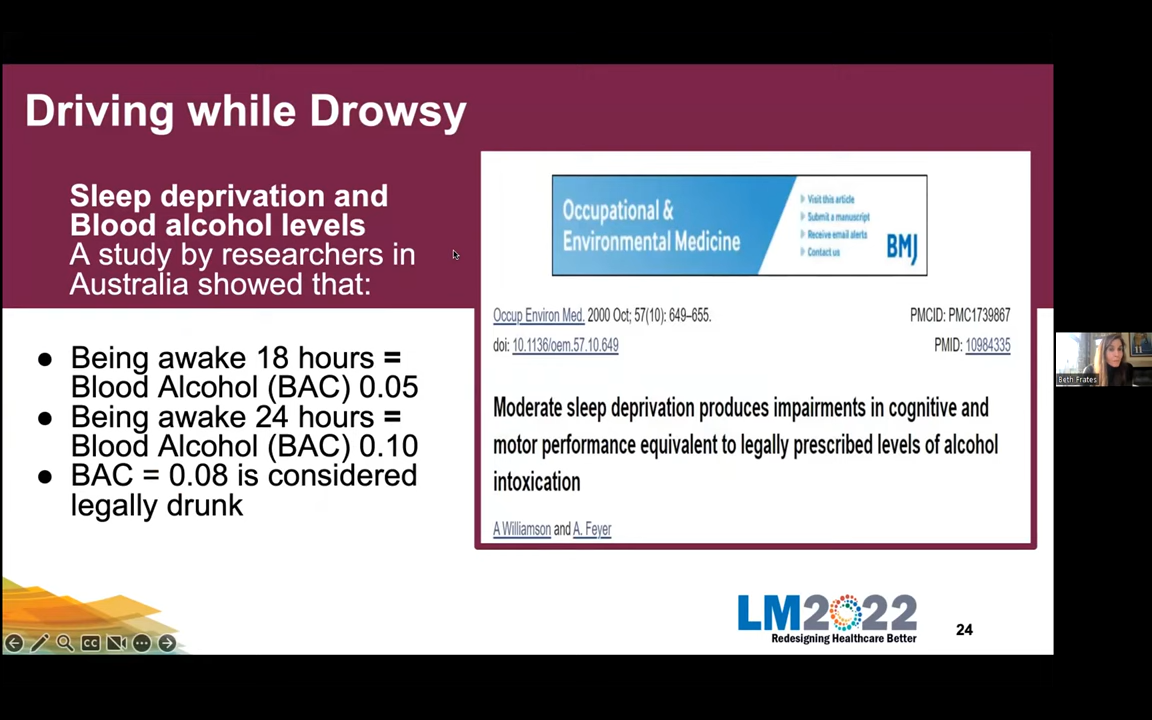 Driving while Drowsy
Sleep deprivation and
Blood alcohol levels
A study by researchers in
Australia showed that:
● Being awake 18 hours =
Blood Alcohol (BAC) 0.05
● Being awake 24 hours =
Blood Alcohol (BAC) 0.10
● BAC = 0.08 is considered
legally drunk
Occupational &
Environmental Medicine
Visit this article
Submit a manuscript
Receive email alerts
Contact us
BMJ
Occup Environ Med. 2000 Oct; 57(10): 649–655.
PMCID: PMC1739867
doi: 10.1136/oem.57.10.649
PMID: 10984335
Moderate sleep deprivation produces impairments in cognitive and
motor performance equivalent to legally prescribed levels of alcohol
intoxication
A Williamson and A. Feyer
LM2022
Redesigning Healthcare Better
24
CC
Beth Frates